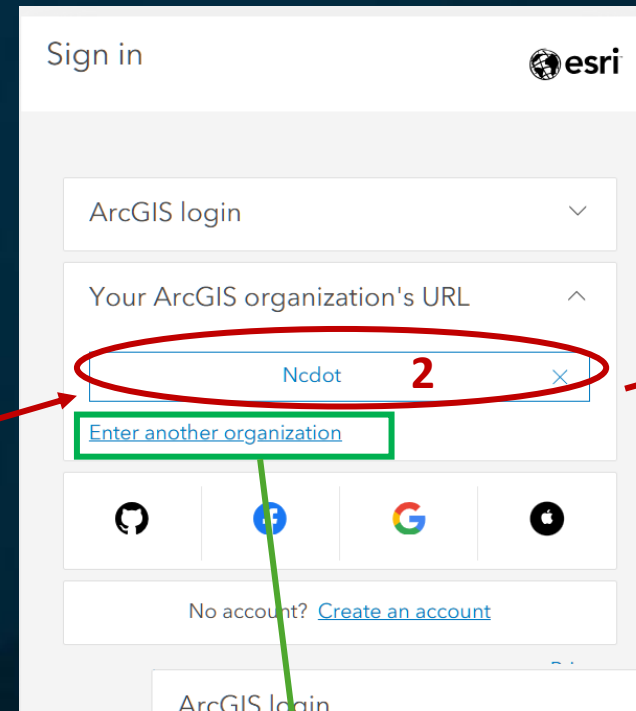 Sign in
esri
ArcGIS login
Your ArcGIS organization's URL
Ncdot 2
Enter another organization
No account? Create an account
ArcGIS login